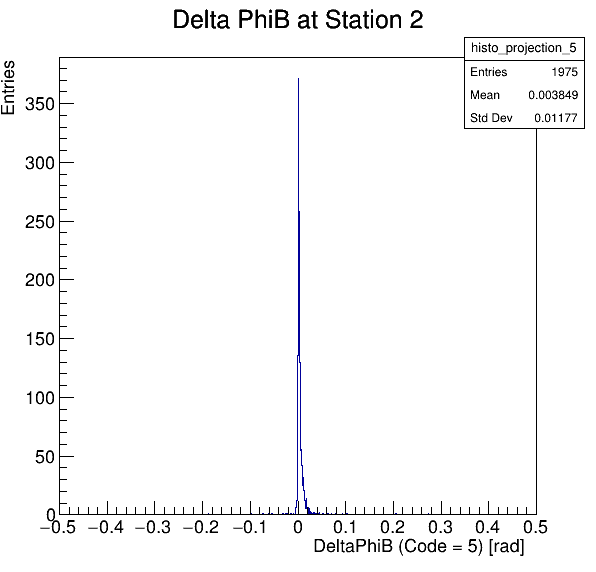 Delta PhiB at Station 2
histo_projection_5
Entries 1975
Mean 0.003849
Std Dev 0.01177
Entries
350
300
250
200
150
100
50
0
−0.5 −0.4 −0.3 −0.2 −0.1 0 0.1 0.2 0.3 0.4 0.5
DeltaPhiB (Code = 5) [rad]